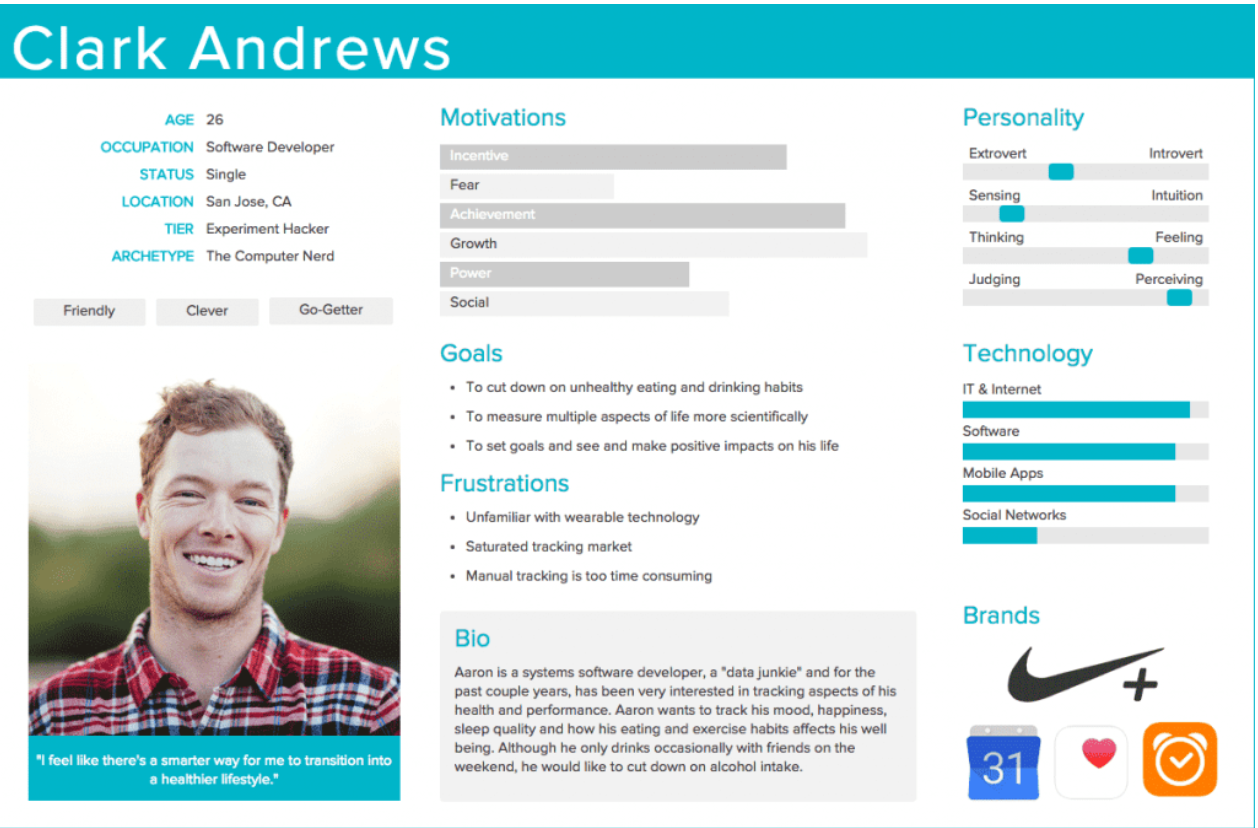 Clark Andrews
AGE 26
OCCUPATION Software Developer
STATUS Single
LOCATION San Jose, CA
TIER Experiment Hacker
ARCHETYPE The Computer Nerd
Friendly Clever Go-Getter
"I feel like there's a smarter way for me to transition into
a healthier lifestyle."
Motivations
Incentive
Fear
Achievement
Growth
Power
Social
Goals
• To cut down on unhealthy eating and drinking habits
• To measure multiple aspects of life more scientifically
• To set goals and see and make positive impacts on his life
Frustrations
• Unfamiliar with wearable technology
• Saturated tracking market
• Manual tracking is too time consuming
Bio
Aaron is a systems software developer, a "data junkie" and for the
past couple years, has been very interested in tracking aspects of his
health and performance. Aaron wants to track his mood, happiness,
sleep quality and how his eating and exercise habits affects his well
being. Although he only drinks occasionally with friends on the
weekend, he would like to cut down on alcohol intake.
Personality
Extrovert Introvert
Sensing Intuition
Thinking Feeling
Judging Perceiving
Technology
IT & Internet
Software
Mobile Apps
Social Networks
Brands
+
31